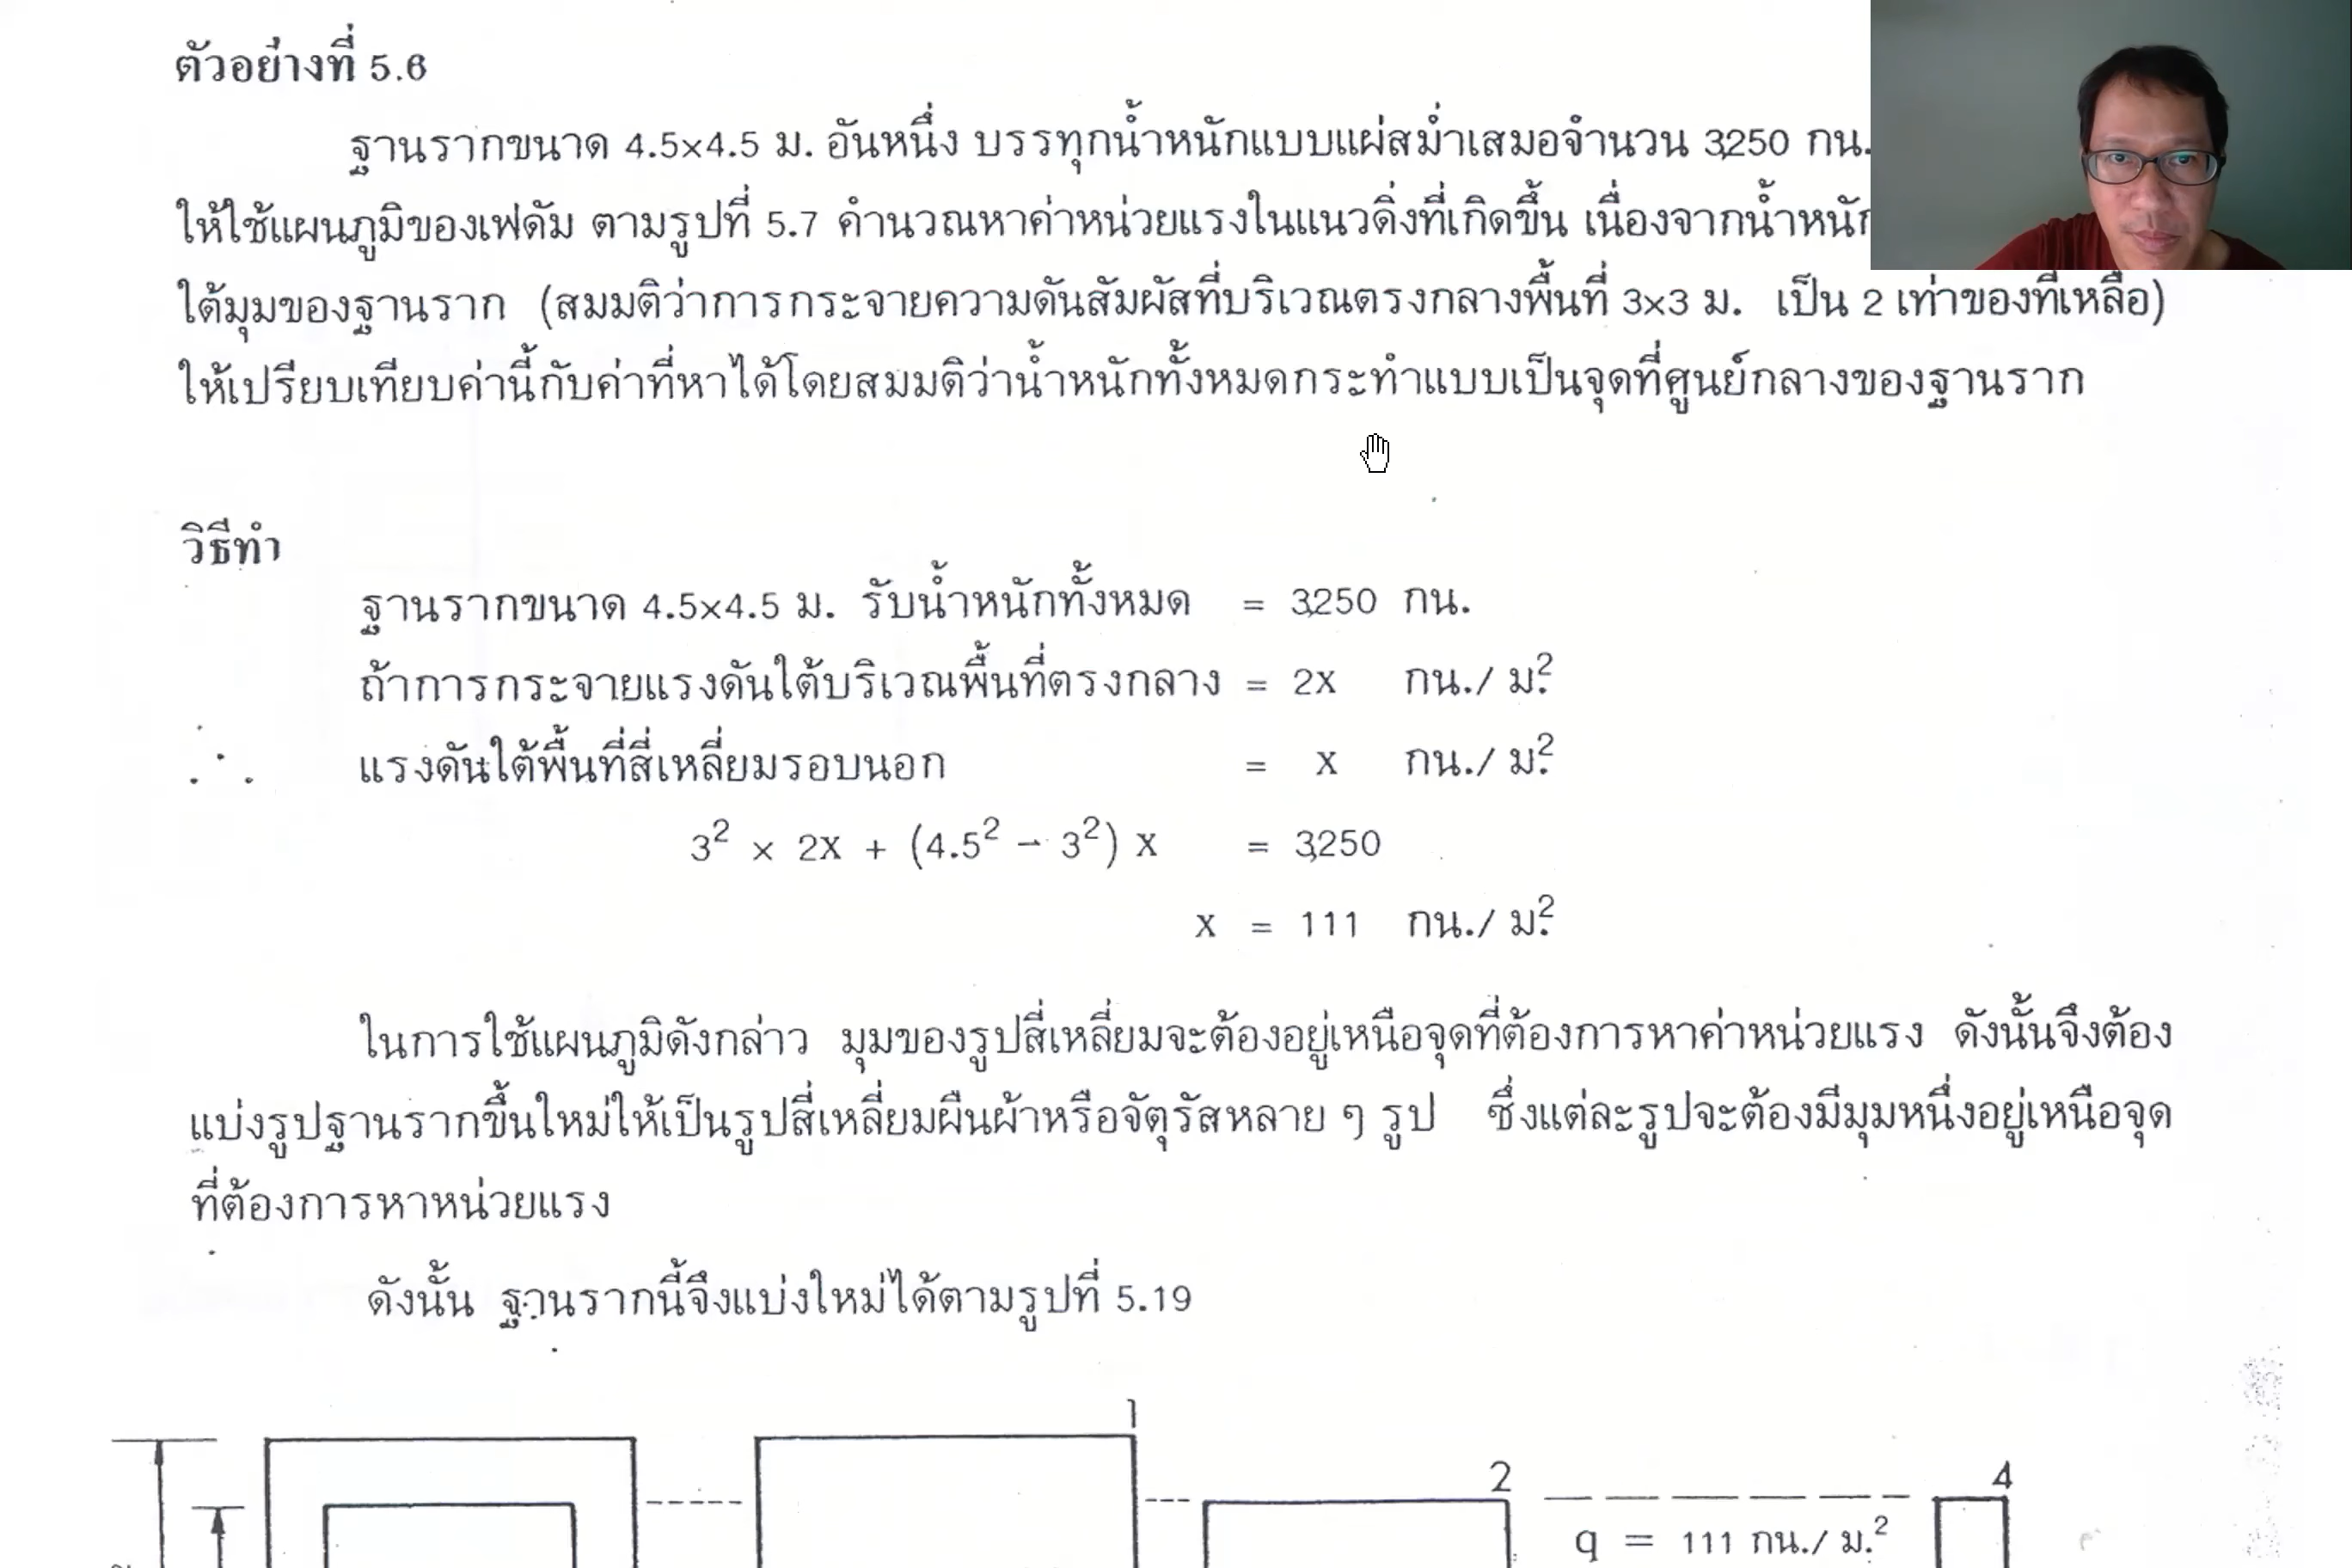 ตัวอย่างที่ 5.6
ฐานรากขนาด 4.5×4.5 ม. อันหนึ่ง บรรทุกน้ำหนักแบบแผ่สม่ำเสมอจำนวน 3,250 กน.
ให้ใช้แผนภูมิของเฟดัม ตามรูปที่ 5.7 คำนวณหาค่าหน่วยแรงในแนวดิ่งที่เกิดขึ้น เนื่องจากน้ำหนัก
ใต้มุมของฐานราก (สมมติว่าการกระจายความดันสัมผัสที่บริเวณตรงกลางพื้นที่ 3×3 ม. เป็น 2 เท่าของที่เหลือ)
ให้เปรียบเทียบค่านี้กับค่าที่หาได้โดยสมมติว่าน้ำหนักทั้งหมดกระทำแบบเป็นจุดที่ศูนย์กลางของฐานราก
วิธีทำ
ฐานรากขนาด 4.5×4.5 ม. รับน้ำหนักทั้งหมด = 3,250 กน.
ถ้าการกระจายแรงดันใต้บริเวณพื้นที่ตรงกลาง = 2x กน./ ม.²
∴ แรงดันใต้พื้นที่สี่เหลี่ยมรอบนอก = x กน./ ม.²
3² × 2x + (4.5² − 3²) x = 3,250
x = 111 กน./ ม.²
ในการใช้แผนภูมิดังกล่าว มุมของรูปสี่เหลี่ยมจะต้องอยู่เหนือจุดที่ต้องการหาค่าหน่วยแรง ดังนั้นจึงต้อง
แบ่งรูปฐานรากขึ้นใหม่ให้เป็นรูปสี่เหลี่ยมผืนผ้าหรือจัตุรัสหลาย ๆ รูป ซึ่งแต่ละรูปจะต้องมีมุมหนึ่งอยู่เหนือจุด
ที่ต้องการหาหน่วยแรง
ดังนั้น ฐานรากนี้จึงแบ่งใหม่ได้ตามรูปที่ 5.19
1
2
4
q = 111 กน./ ม.²